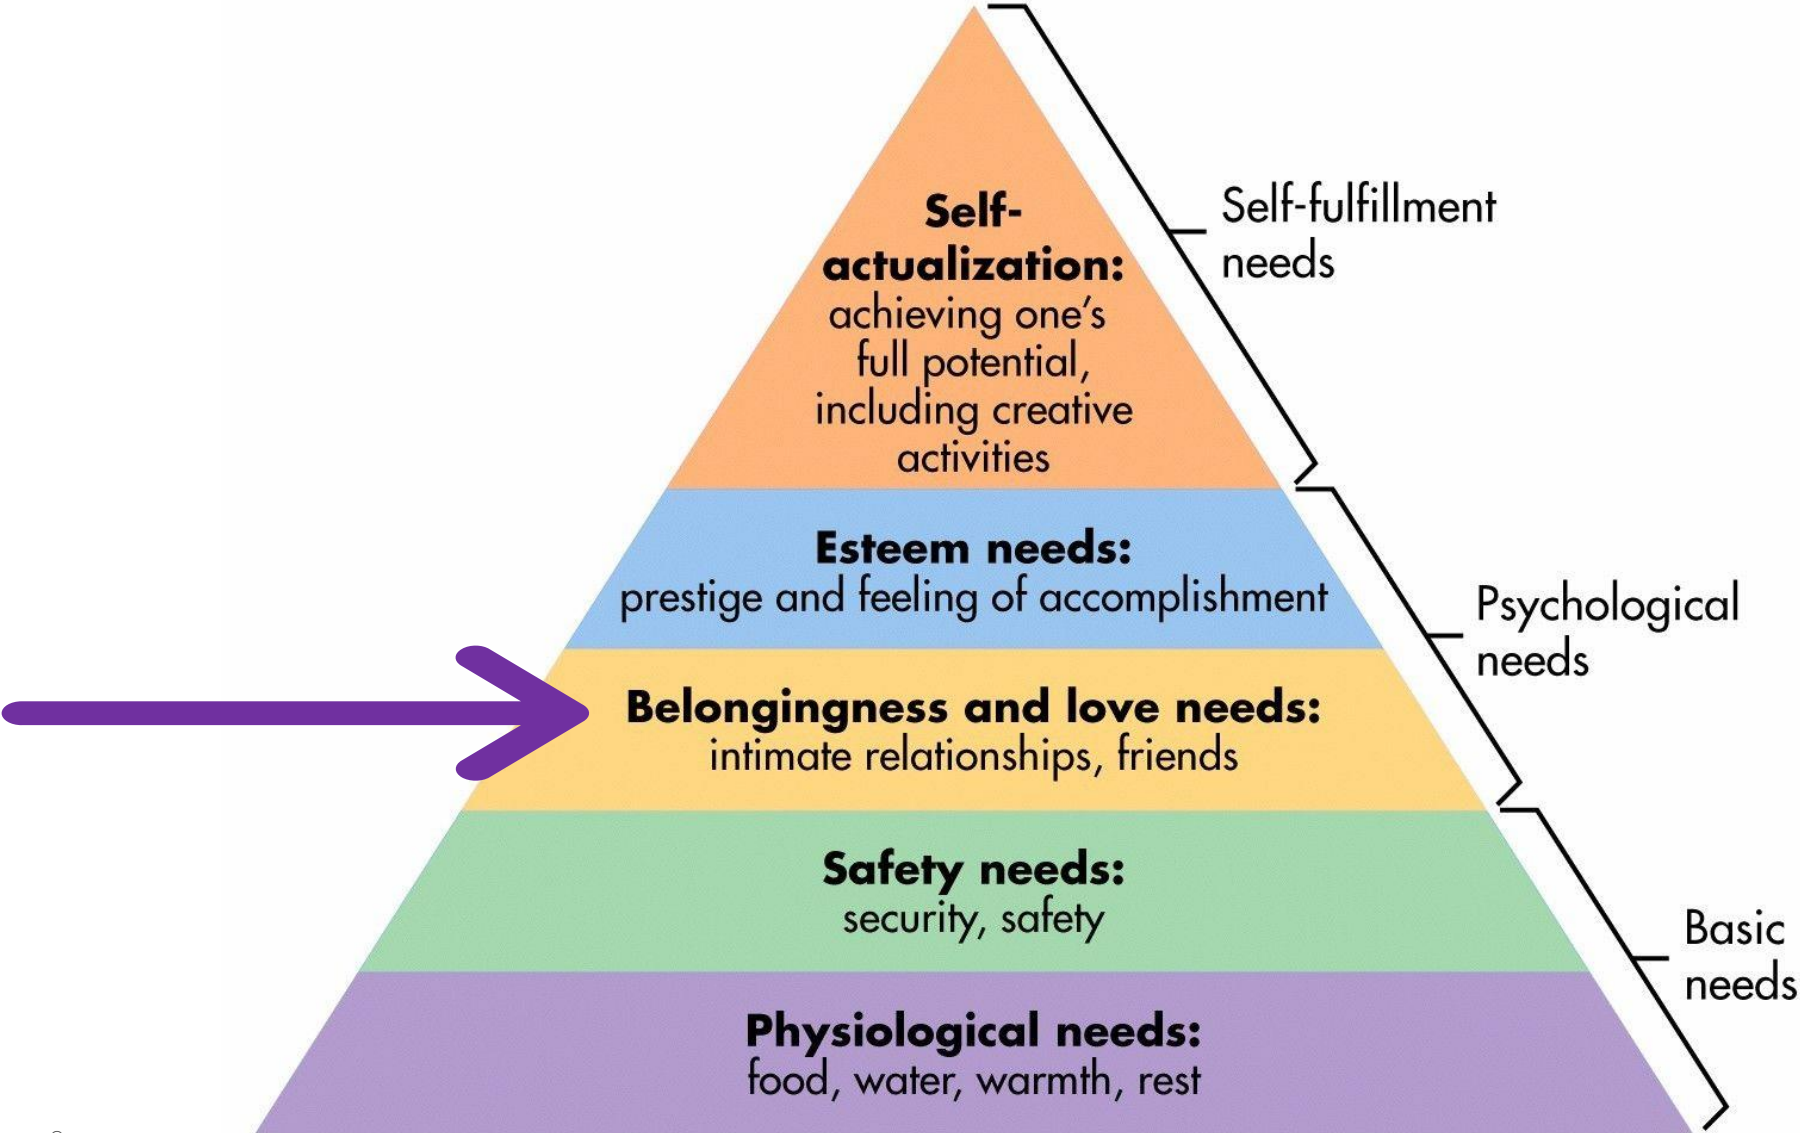 Self-
actualization:
achieving one’s
full potential,
including creative
activities
Self-fulfillment
needs
Esteem needs:
prestige and feeling of accomplishment
Psychological
needs
Belongingness and love needs:
intimate relationships, friends
Safety needs:
security, safety
Basic
needs
Physiological needs:
food, water, warmth, rest